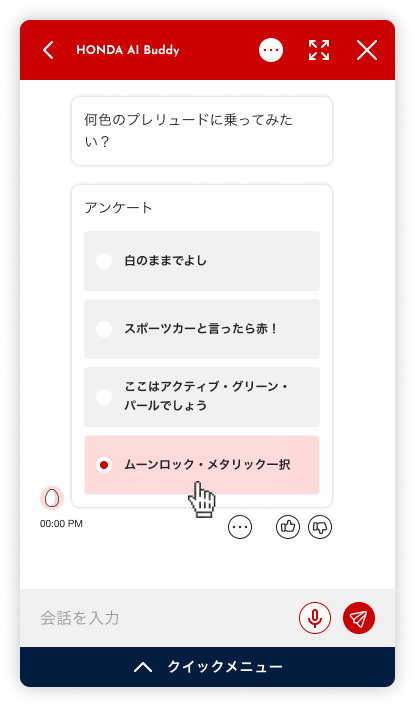 HONDA AI Buddy
何色のプレリュードに乗ってみた
い？
アンケート
白のままでよし
スポーツカーと言ったら赤！
ここはアクティブ・グリーン・
パールでしょう
ムーンロック・メタリック一択
00:00 PM
会話を入力
クイックメニュー